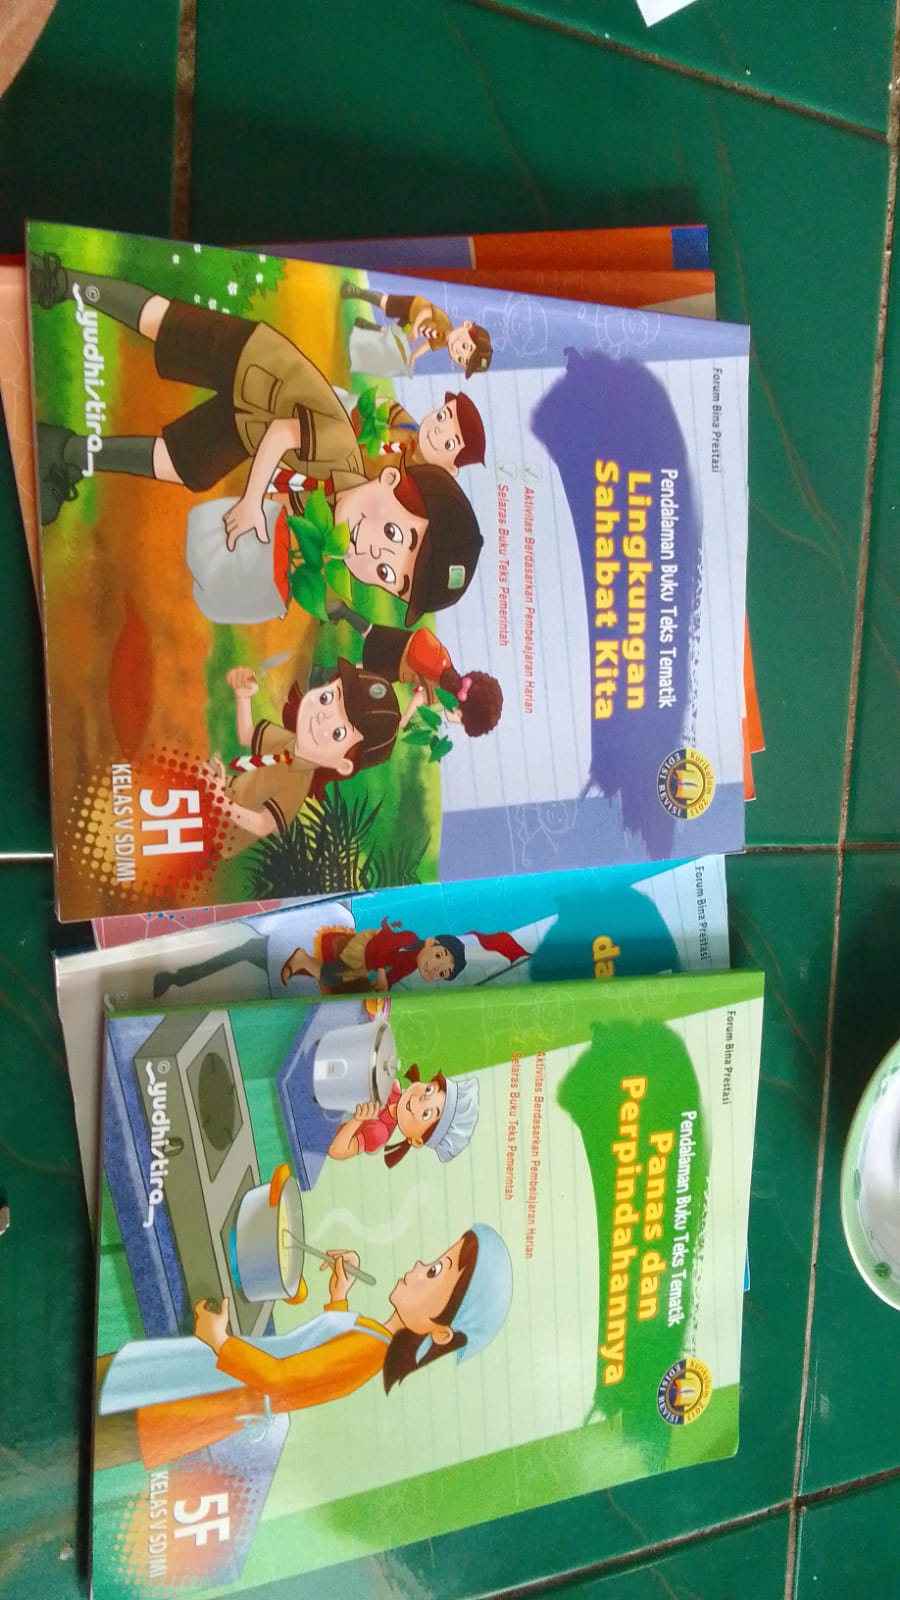 Forum Bina Prestasi
Pendalaman Buku Teks Tematik
Lingkungan
Sahabat Kita
Kurikulum 2013
EDISI REVISI
Aktivitas Berdasarkan Pembelajaran Harian
Selaras Buku Teks Pemerintah
5H
KELAS V SD/MI
© yudhistira
Forum Bina Prestasi
da
Forum Bina Prestasi
Pendalaman Buku Teks Tematik
Panas dan
Perpindahannya
Kurikulum 2013
EDISI REVISI
Aktivitas Berdasarkan Pembelajaran Harian
Selaras Buku Teks Pemerintah
5F
KELAS V SD/MI
© yudhistira